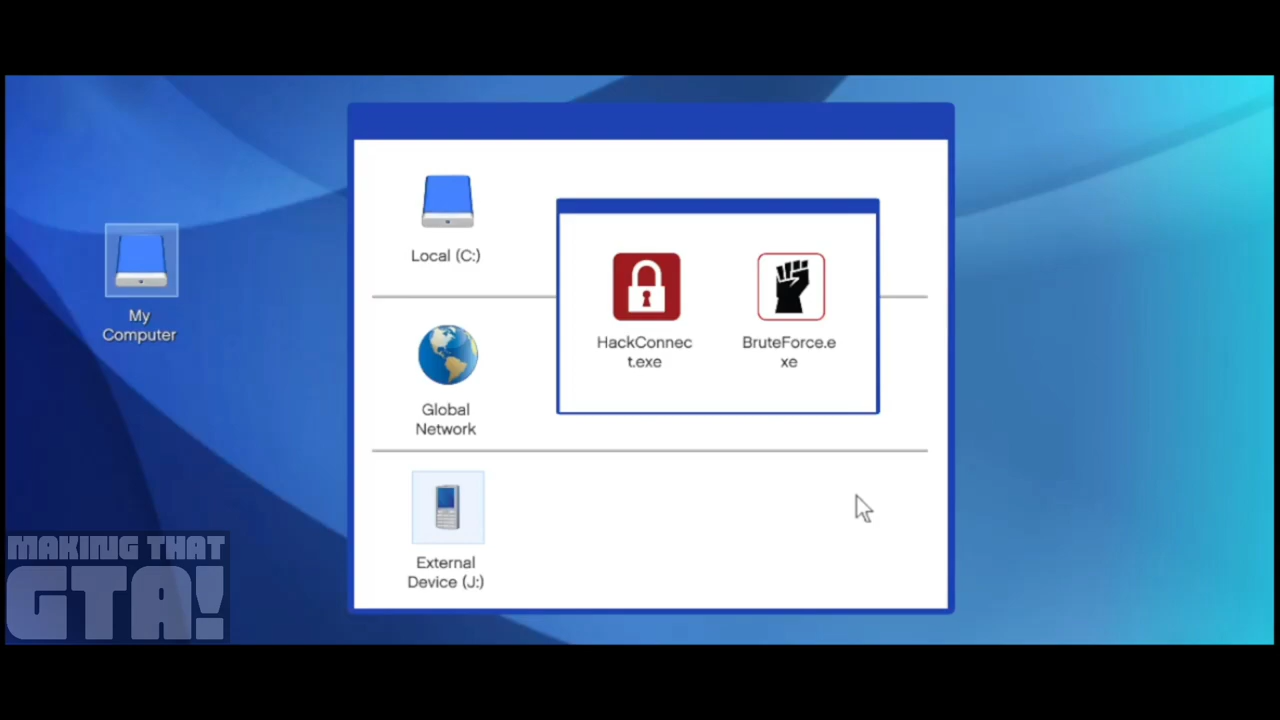 My
Computer
Local (C:)
HackConnec
t.exe
BruteForce.e
xe
Global
Network
External
Device (J:)
MAKING THAT
GTA!